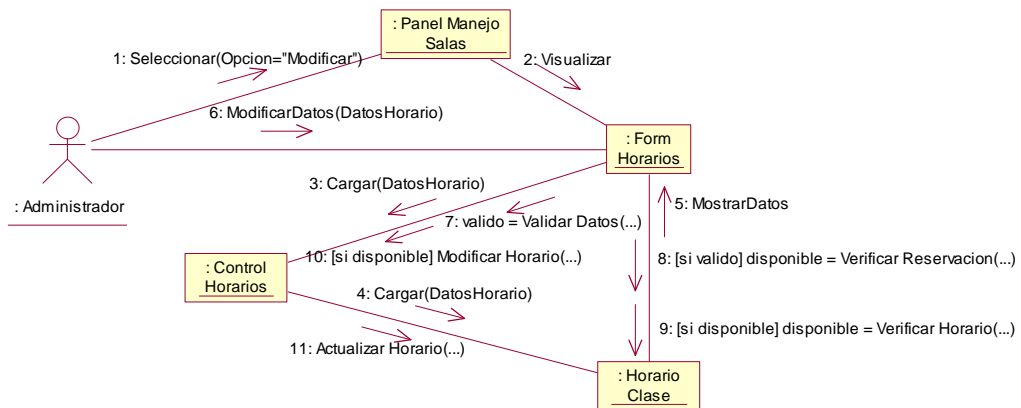 : Panel Manejo
Salas
1: Seleccionar(Opcion="Modificar")
2: Visualizar
6: ModificarDatos(DatosHorario)
: Form
Horarios
: Administrador
3: Cargar(DatosHorario)
5: MostrarDatos
7: valido = Validar Datos(...)
10: [si disponible] Modificar Horario(...)
8: [si valido] disponible = Verificar Reservacion(...)
: Control
Horarios
4: Cargar(DatosHorario)
9: [si disponible] disponible = Verificar Horario(...)
11: Actualizar Horario(...)
: Horario
Clase